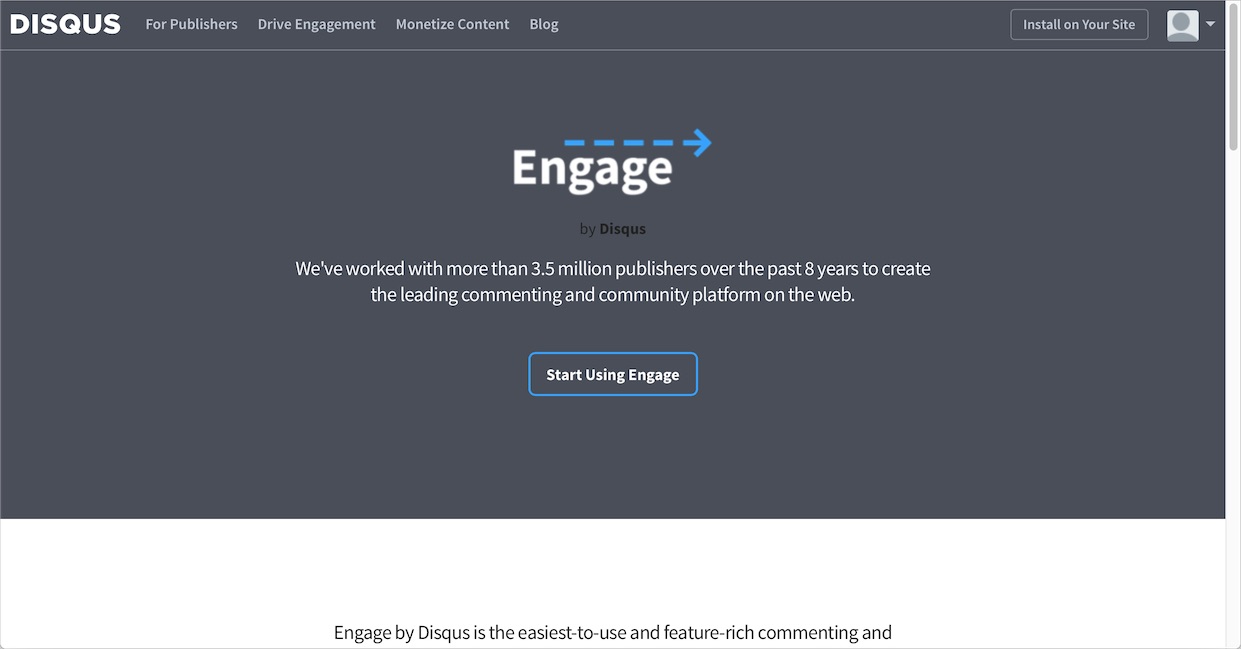 DISQUS For Publishers Drive Engagement Monetize Content Blog Install on Your Site
Engage
by Disqus
We've worked with more than 3.5 million publishers over the past 8 years to create
the leading commenting and community platform on the web.
Start Using Engage
Engage by Disqus is the easiest-to-use and feature-rich commenting and